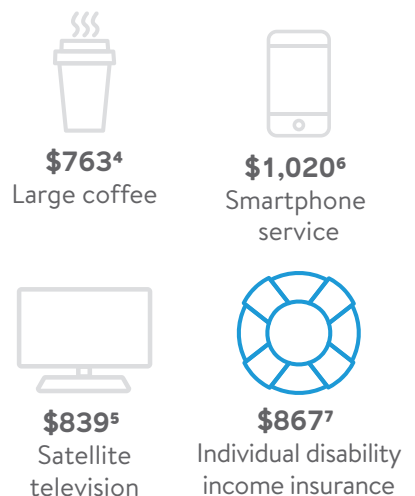 $763⁴
Large coffee
$1,020⁶
Smartphone
service
$839⁵
Satellite
television
$867⁷
Individual disability
income insurance